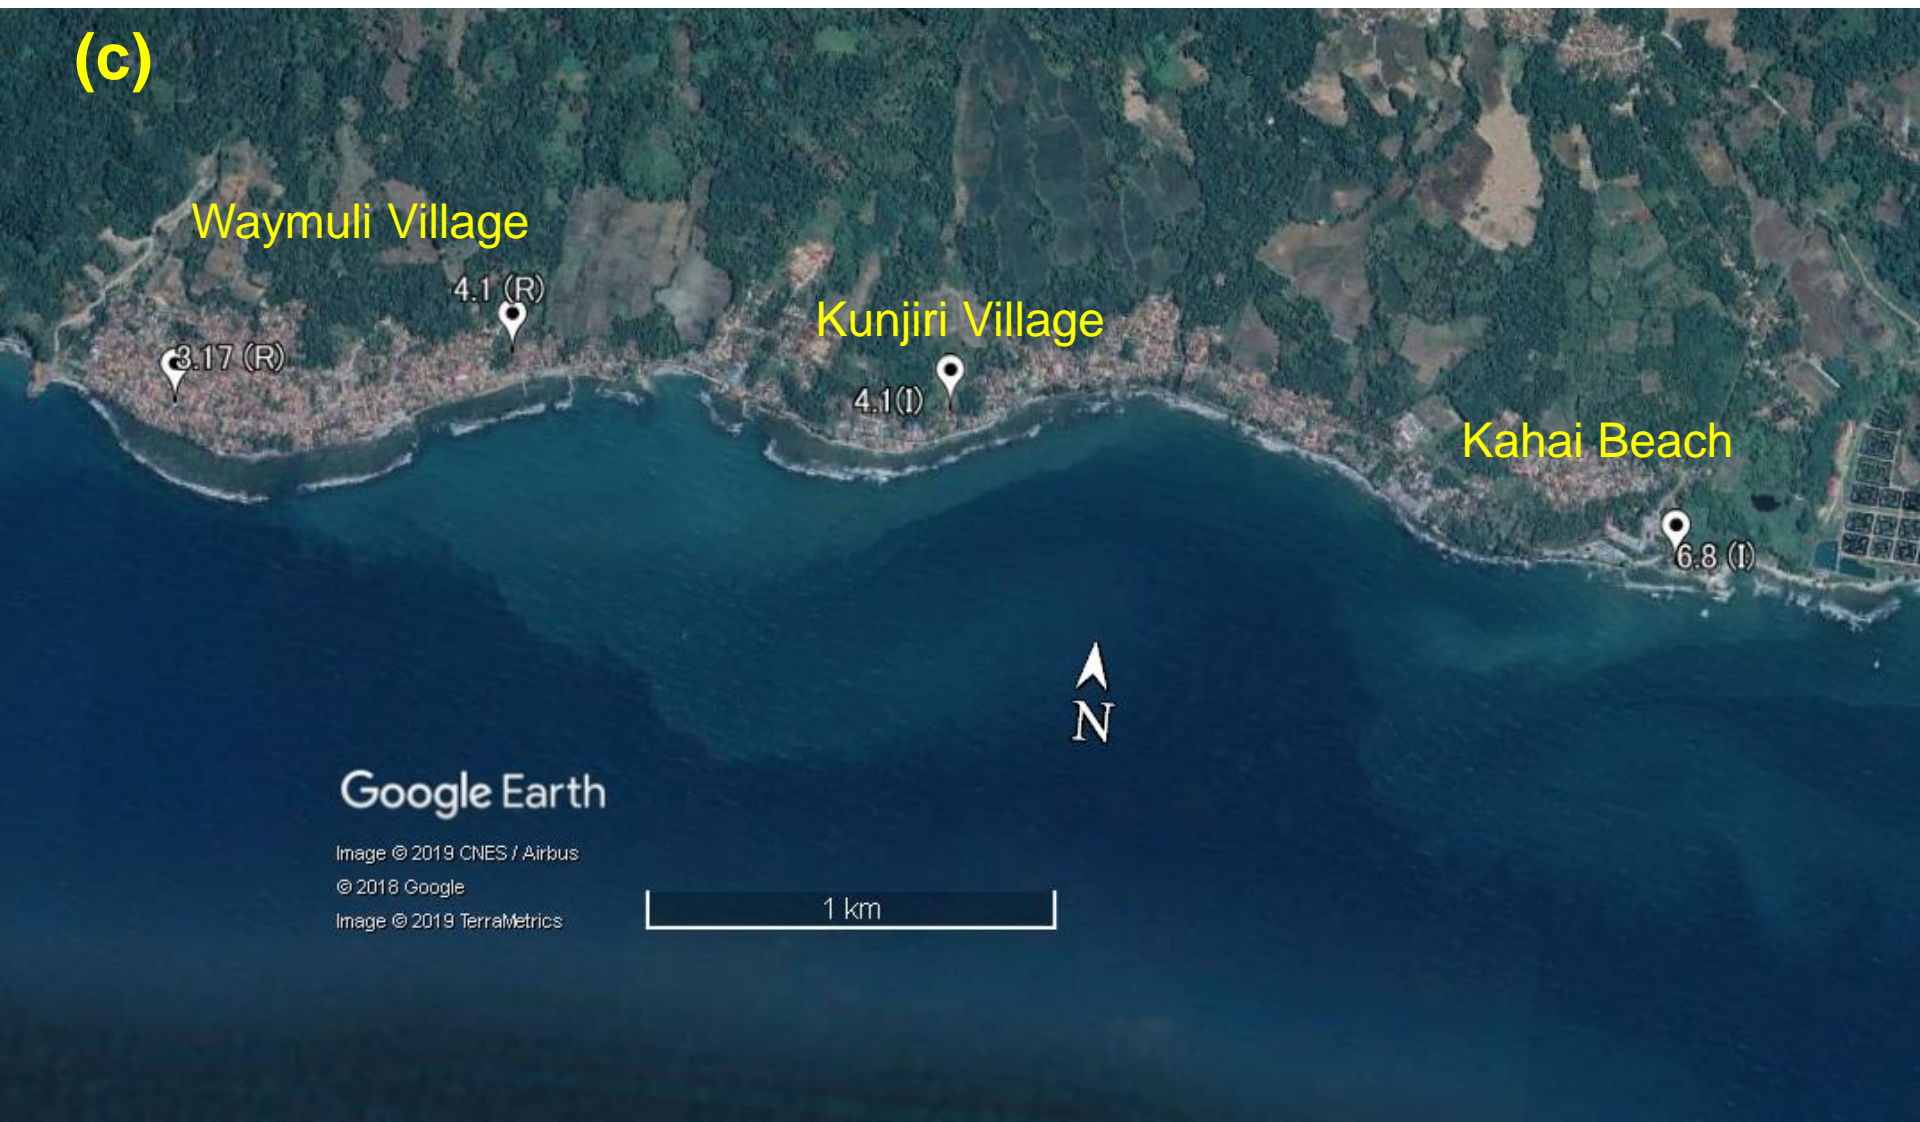 (c)
Waymuli Village
4.1 (R)
3.17 (R)
Kunjiri Village
4.1(I)
Kahai Beach
6.8 (I)
N
Google Earth
Image © 2019 CNES / Airbus
© 2018 Google
Image © 2019 TerraMetrics
1 km